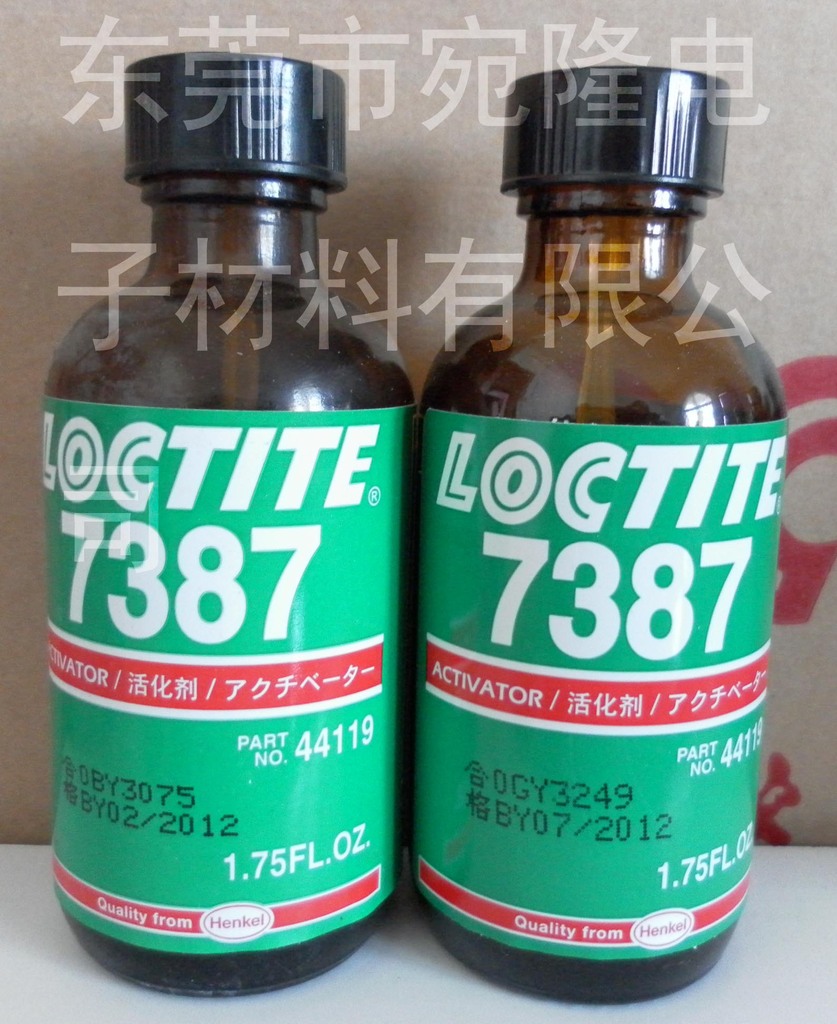 东莞市宛隆电
子材料有限公
司
LOCTITE®
7387
ACTIVATOR / 活化剂 / アクチベーター
PART NO. 44119
合格 0BY3075
BY02/2012
1.75FL.OZ.
Quality from Henkel
LOCTITE
7387
ACTIVATOR / 活化剂 / アクチベーター
PART NO. 44119
合格 0GY3249
BY07/2012
1.75FL.OZ
Quality from Henkel